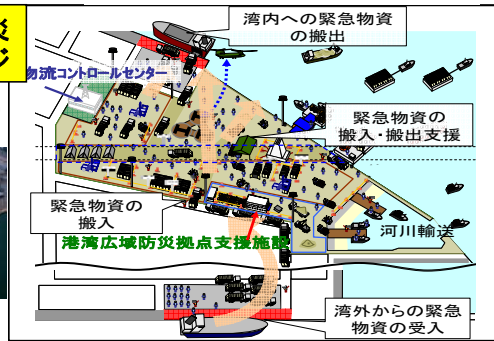 災
ジ
湾内への緊急物資
の搬出
物流コントロールセンター
緊急物資の
搬入・搬出支援
緊急物資の
搬入
港湾広域防災拠点支援施設
河川輸送
湾外からの緊急
物資の受入